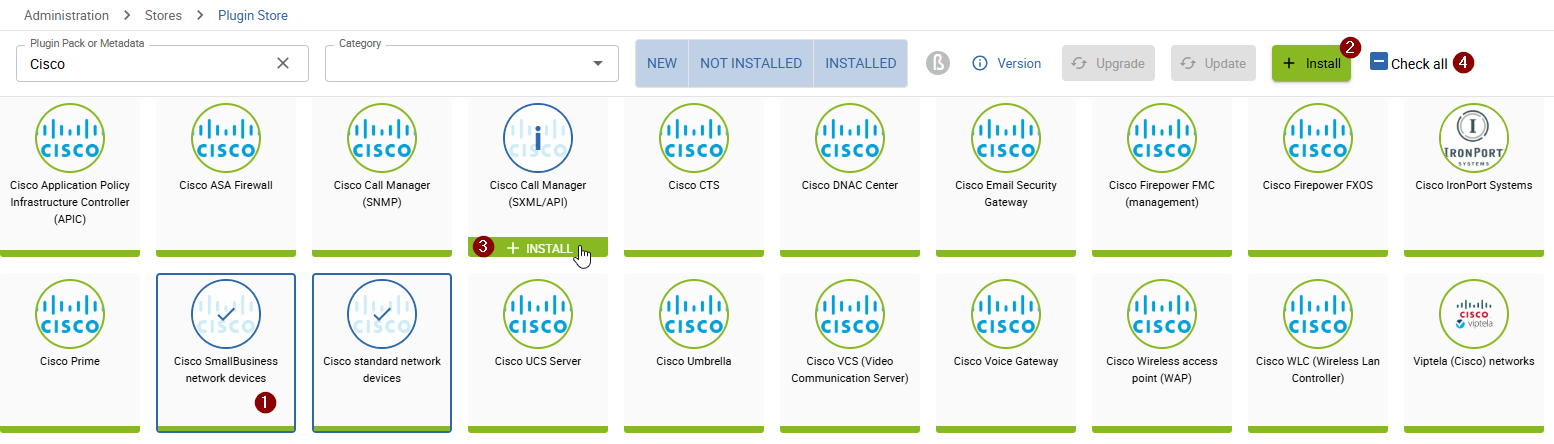 Administration > Stores > Plugin Store
Plugin Pack or Metadata
Cisco
Category
NEW NOT INSTALLED INSTALLED
ß
Version
Upgrade
Update
+ Install
2
Check all
4
CISCO
Cisco Application Policy
Infrastructure Controller
(APIC)
CISCO
Cisco ASA Firewall
CISCO
Cisco Call Manager
(SNMP)
i
CISCO
Cisco Call Manager
(SXML/API)
3 + INSTALL
CISCO
Cisco CTS
CISCO
Cisco DNAC Center
CISCO
Cisco Email Security
Gateway
CISCO
Cisco Firepower FMC
(management)
CISCO
Cisco Firepower FXOS
I
IRONPORT
SYSTEMS
Cisco IronPort Systems
CISCO
Cisco Prime
CISCO
Cisco SmallBusiness
network devices
1
CISCO
Cisco standard network
devices
CISCO
Cisco UCS Server
CISCO
Cisco Umbrella
CISCO
Cisco VCS (Video
Communication Server)
CISCO
Cisco Voice Gateway
CISCO
Cisco Wireless access
point (WAP)
CISCO
Cisco WLC (Wireless Lan
Controller)
CISCO
viptela
Viptela (Cisco) networks